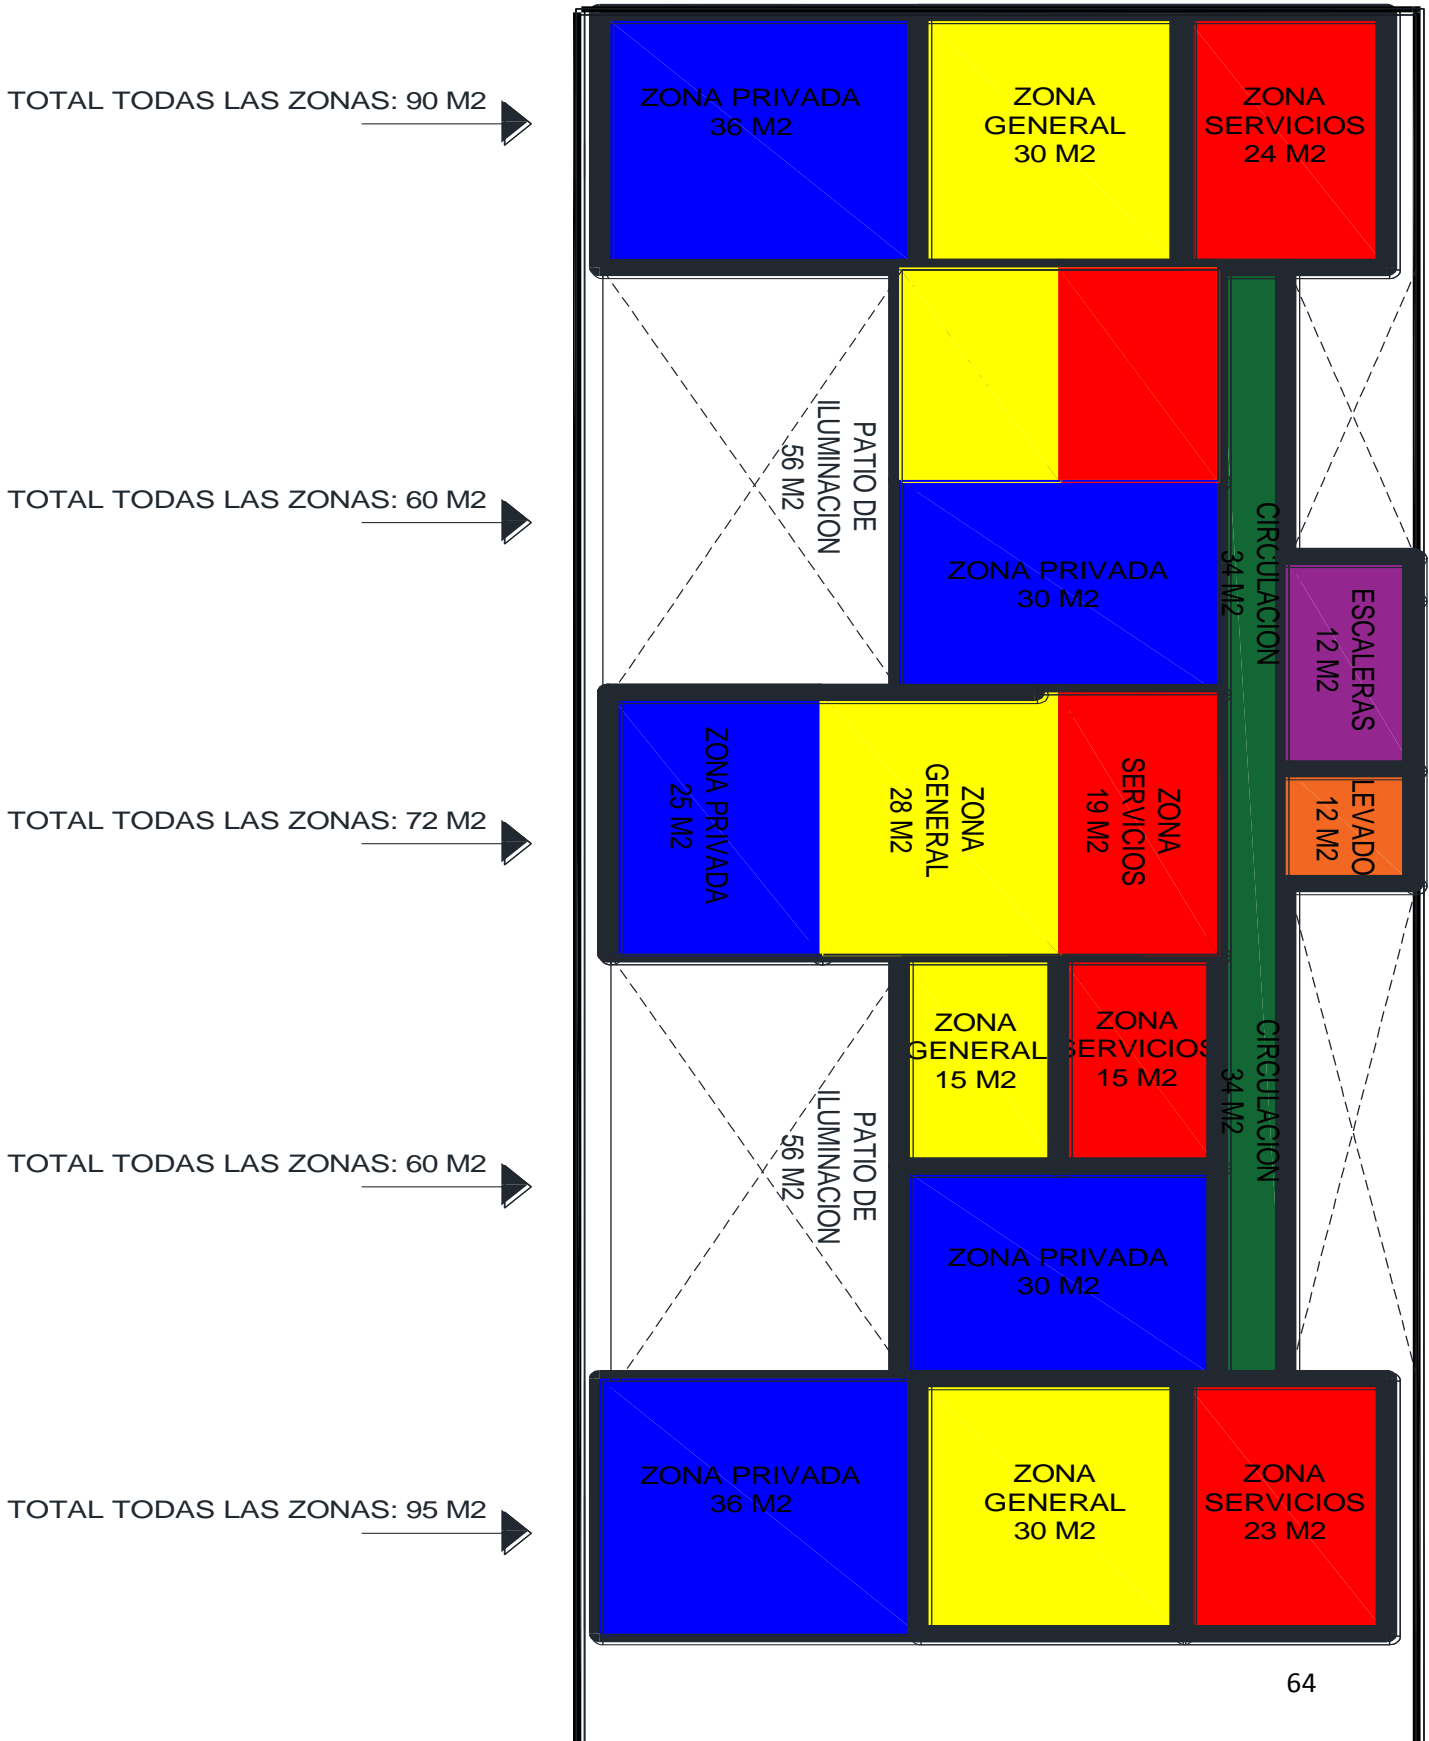 TOTAL TODAS LAS ZONAS: 90 M2
ZONA PRIVADA
36 M2
ZONA
GENERAL
30 M2
ZONA
SERVICIOS
24 M2
TOTAL TODAS LAS ZONAS: 60 M2
PATIO DE
ILUMINACION
56 M2
ZONA PRIVADA
30 M2
CIRCULACION
34 M2
ESCALERAS
12 M2
TOTAL TODAS LAS ZONAS: 72 M2
ZONA PRIVADA
25 M2
ZONA
GENERAL
28 M2
ZONA
SERVICIOS
19 M2
LEVADO
12 M2
TOTAL TODAS LAS ZONAS: 60 M2
PATIO DE
ILUMINACION
56 M2
ZONA
GENERAL
15 M2
ZONA
SERVICIOS
15 M2
CIRCULACION
34 M2
ZONA PRIVADA
30 M2
TOTAL TODAS LAS ZONAS: 95 M2
ZONA PRIVADA
36 M2
ZONA
GENERAL
30 M2
ZONA
SERVICIOS
23 M2
64